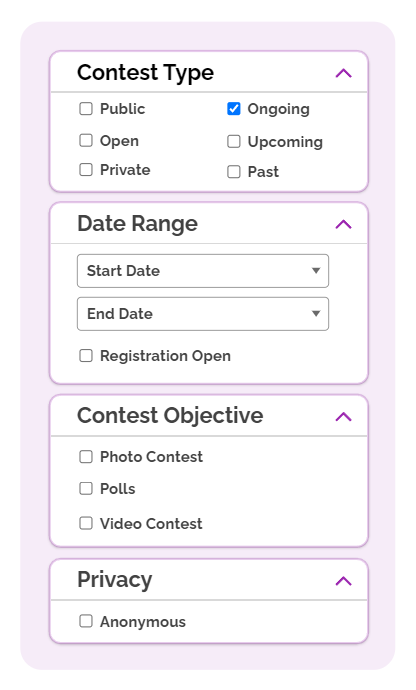 Contest Type
Public
Ongoing
Open
Upcoming
Private
Past
Date Range
Start Date
End Date
Registration Open
Contest Objective
Photo Contest
Polls
Video Contest
Privacy
Anonymous